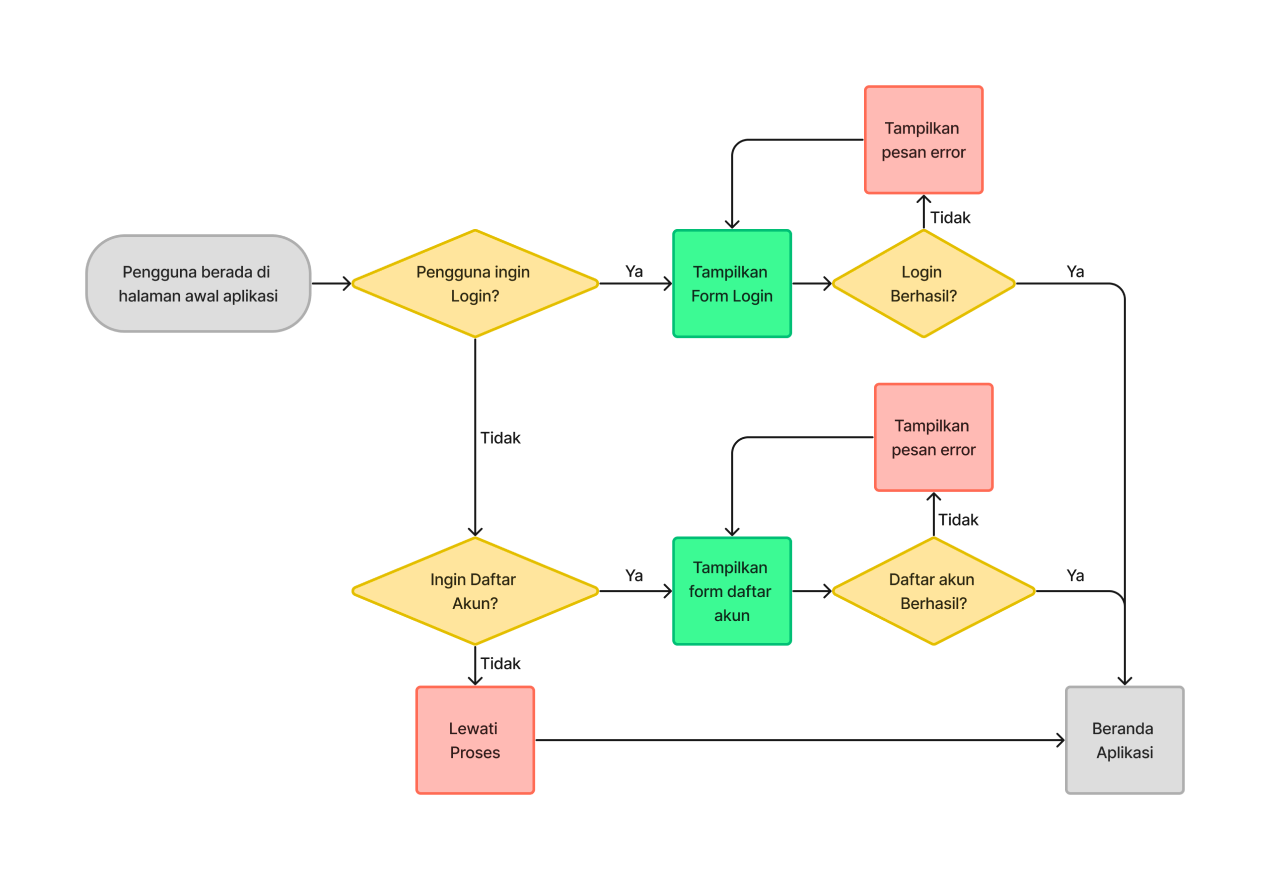 Tampilkan
pesan error
Tidak
Pengguna berada di
halaman awal aplikasi
Pengguna ingin
Login?
Ya
Tampilkan
Form Login
Login
Berhasil?
Ya
Tidak
Tampilkan
pesan error
Tidak
Ingin Daftar
Akun?
Ya
Tampilkan
form daftar
akun
Daftar akun
Berhasil?
Ya
Tidak
Lewati
Proses
Beranda
Aplikasi